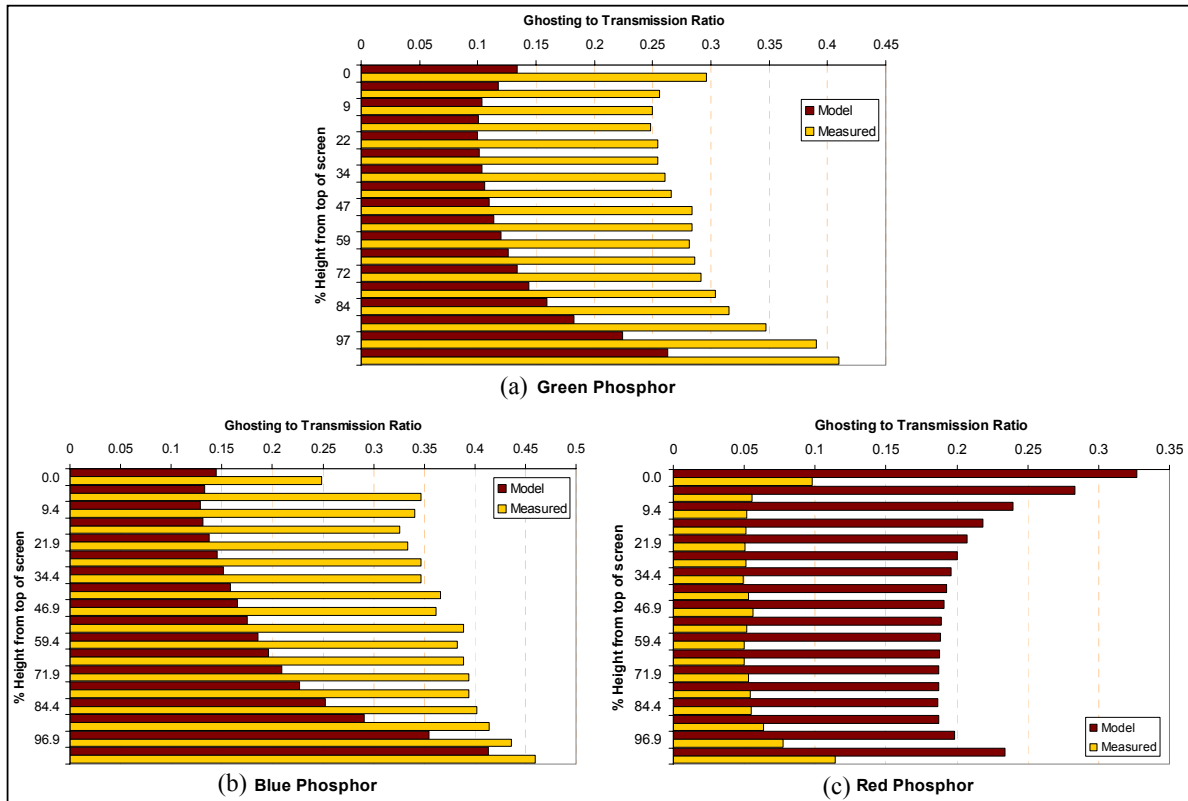 Ghosting to Transmission Ratio
0 0.05 0.1 0.15 0.2 0.25 0.3 0.35 0.4 0.45
% Height from top of screen
0
9
22
34
47
59
72
84
97
Model
Measured
(a) Green Phosphor
Ghosting to Transmission Ratio
0 0.05 0.1 0.15 0.2 0.25 0.3 0.35 0.4 0.45 0.5
% Height from top of screen
0.0
9.4
21.9
34.4
46.9
59.4
71.9
84.4
96.9
Model
Measured
(b) Blue Phosphor
Ghosting to Transmission Ratio
0 0.05 0.1 0.15 0.2 0.25 0.3 0.35
% Height from top of screen
0.0
9.4
21.9
34.4
46.9
59.4
71.9
84.4
96.9
Model
Measured
(c) Red Phosphor